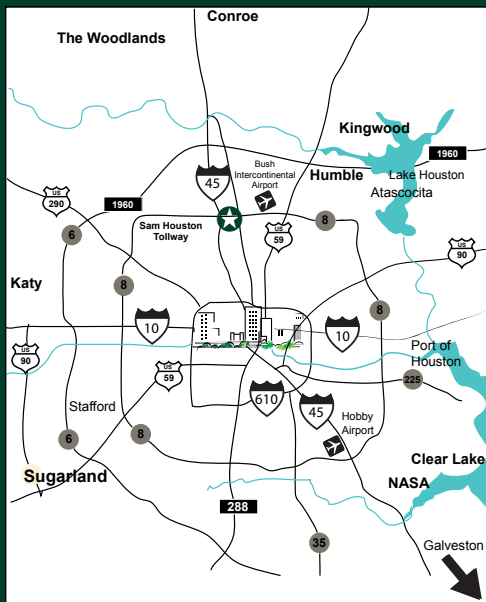 Conroe
The Woodlands
Kingwood
1960
Lake Houston
Bush
Intercontinental
Airport
Humble
Atascocita
45
US
290
1960
6
Sam Houston
Tollway
8
US
59
US
90
Katy
8
8
10
10
Port of
Houston
US
90
US
59
225
Stafford
610
45
Hobby
Airport
6
8
Clear Lake
Sugarland
NASA
288
35
Galveston